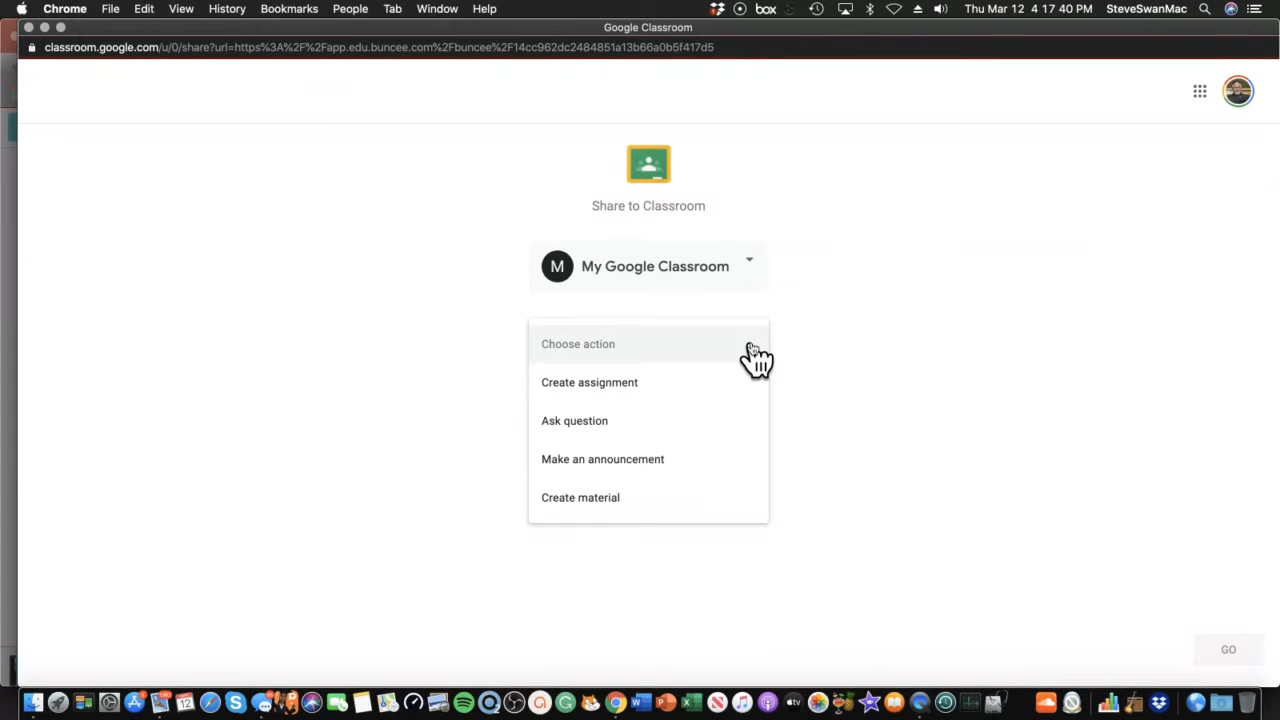 Chrome File Edit View History Bookmarks People Tab Window Help box Thu Mar 12 4 17 40 PM SteveSwanMac
Google Classroom
classroom.google.com/u/0/share?url=https%3A%2F%2Fapp.edu.buncee.com%2Fbuncee%2F14cc962dc2484851a13b66a0b5f417d5
Share to Classroom
M My Google Classroom
Choose action
Create assignment
Ask question
Make an announcement
Create material
GO